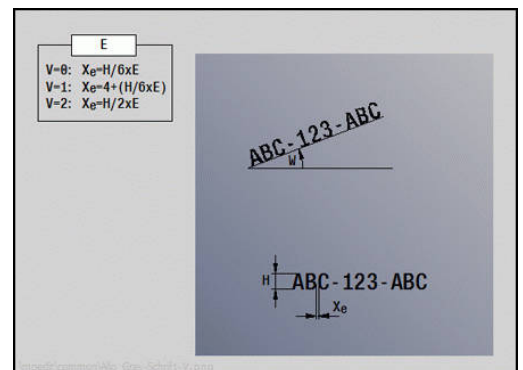 E
V=0: Xe=H/6xE
V=1: Xe=4+(H/6xE)
V=2: Xe=H/2xE
ABC-123-ABC
W
H
ABC-123-ABC
Xe